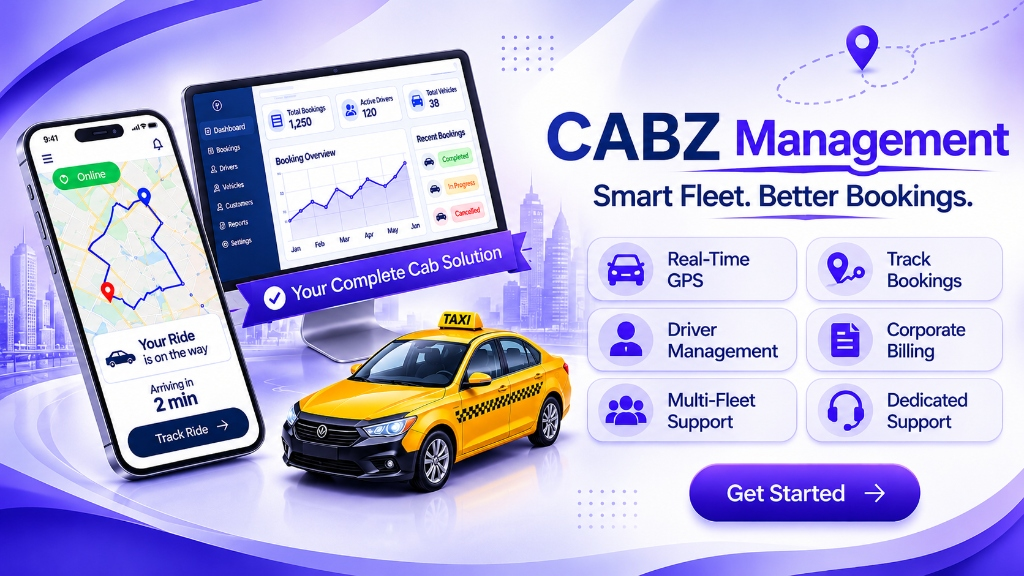 9:41
Online
Your Ride
is on the way
Arriving in
2 min
Track Ride
Dashboard
Bookings
Drivers
Vehicles
Customers
Reports
Settings
Total Bookings
1,250
Active Drivers
120
Total Vehicles
38
Booking Overview
Jan Feb Mar Apr May Jun
Recent Bookings
Completed
In Progress
Cancelled
Your Complete Cab Solution
TAXI
CABZ Management
Smart Fleet. Better Bookings.
Real-Time
GPS
Track
Bookings
Driver
Management
Corporate
Billing
Multi-Fleet
Support
Dedicated
Support
Get Started